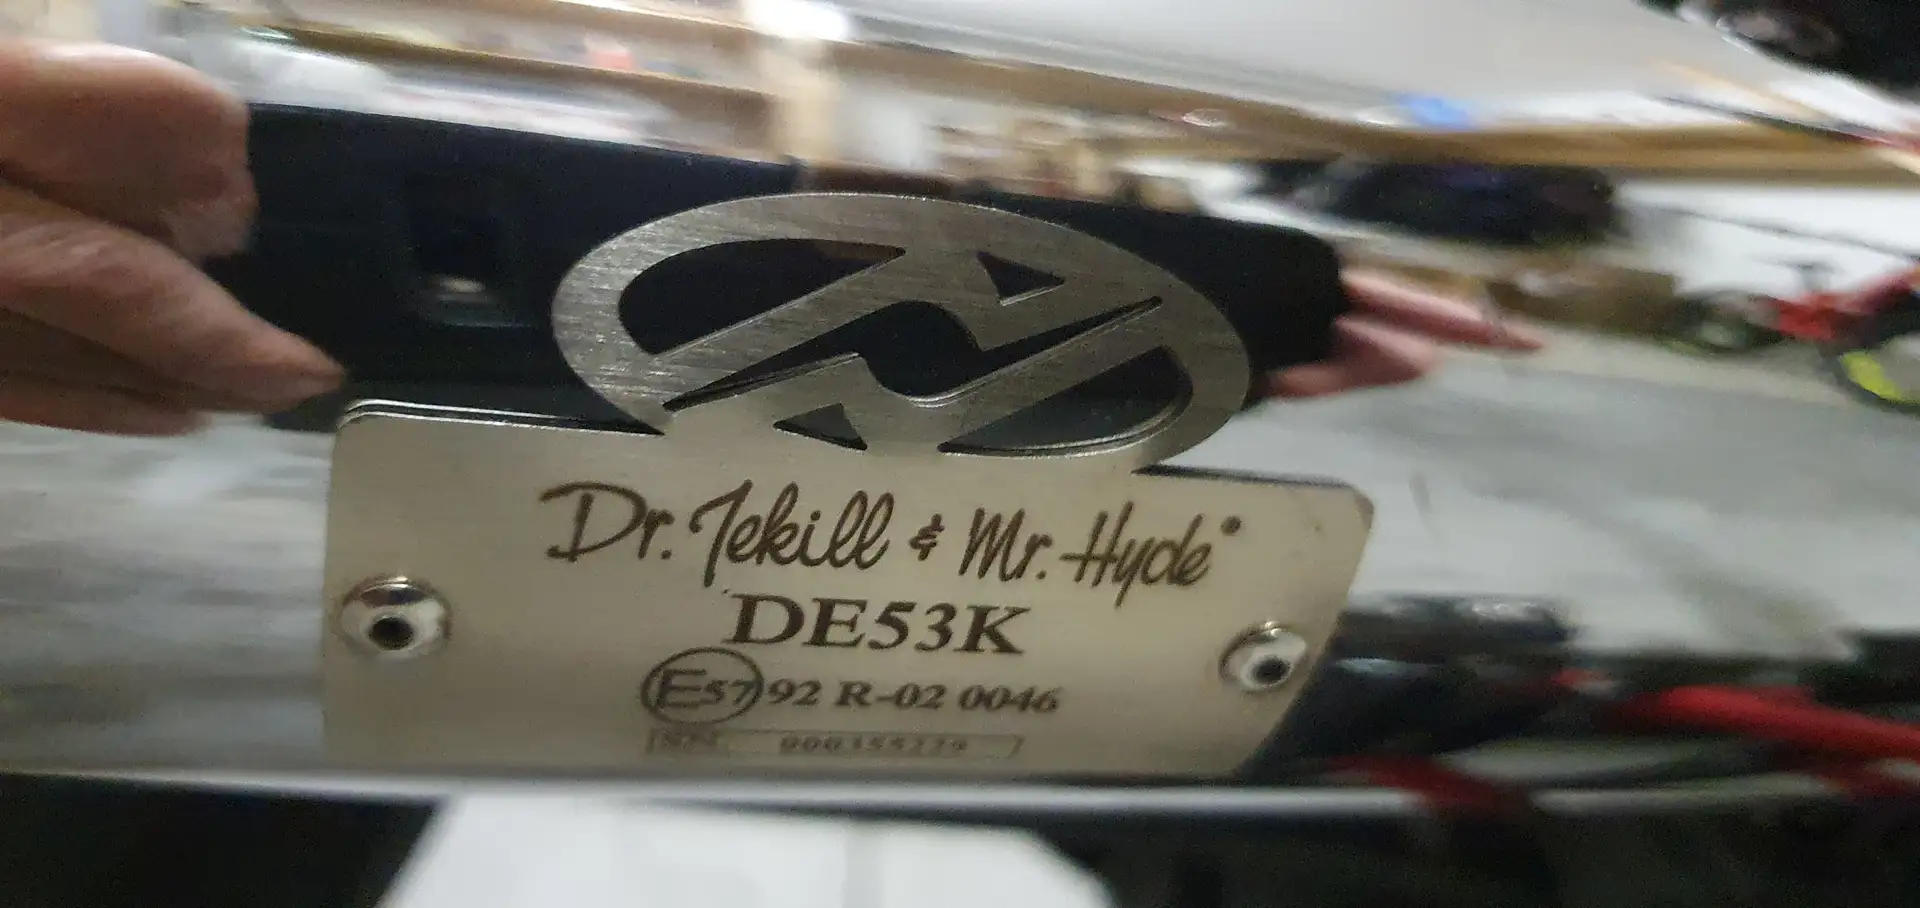 Dr. Jekill & Mr. Hyde®
DE53K
E57 92 R-02 0046